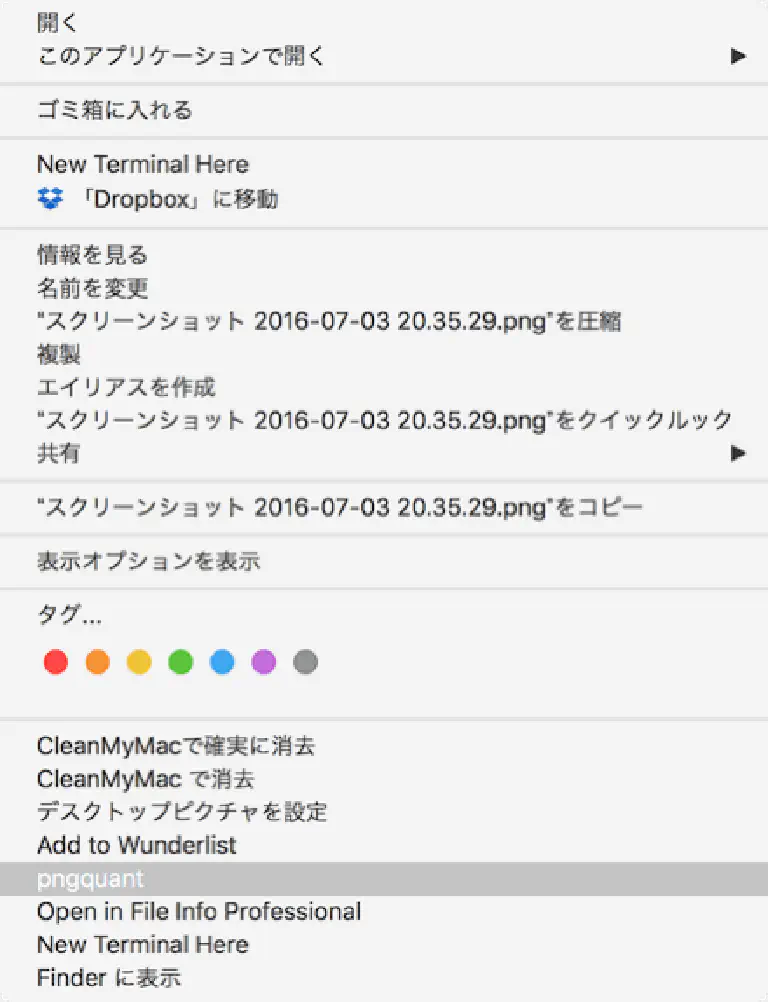 開く
このアプリケーションで開く
ゴミ箱に入れる
New Terminal Here
「Dropbox」に移動
情報を見る
名前を変更
"スクリーンショット 2016-07-03 20.35.29.png"を圧縮
複製
エイリアスを作成
"スクリーンショット 2016-07-03 20.35.29.png"をクイックルック
共有
"スクリーンショット 2016-07-03 20.35.29.png"をコピー
表示オプションを表示
タグ...
CleanMyMacで確実に消去
CleanMyMac で消去
デスクトップピクチャを設定
Add to Wunderlist
pngquant
Open in File Info Professional
New Terminal Here
Finder に表示